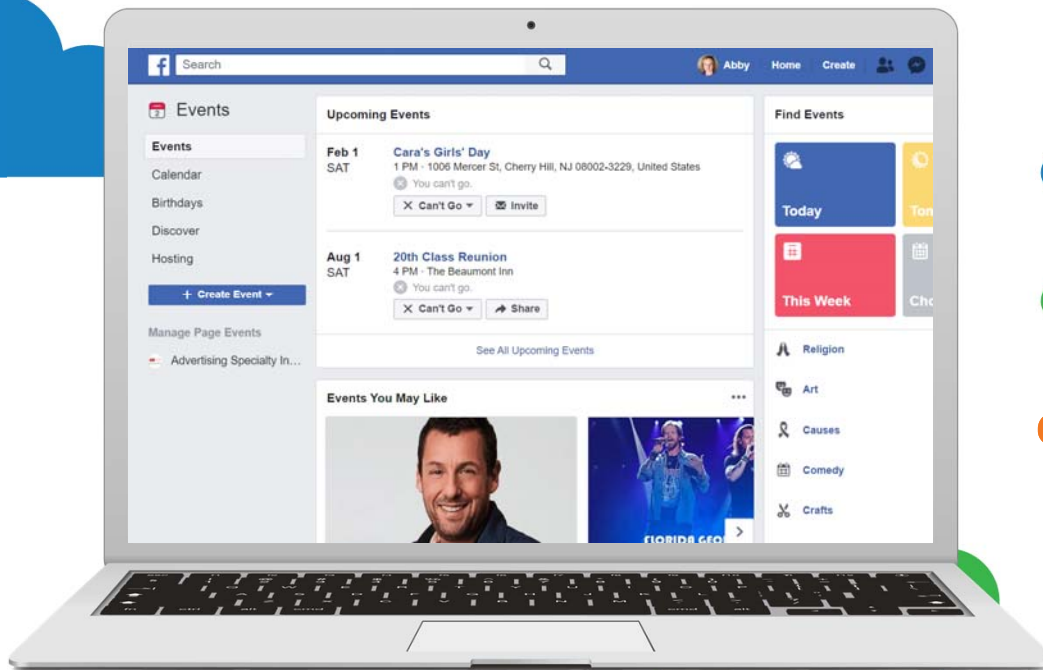 Search
Abby Home Create
Events
Events
Calendar
Birthdays
Discover
Hosting
+ Create Event
Manage Page Events
Advertising Specialty In...
Upcoming Events
Feb 1
SAT
Cara's Girls' Day
1 PM · 1006 Mercer St, Cherry Hill, NJ 08002-3229, United States
You can't go.
Can't Go Invite
Aug 1
SAT
20th Class Reunion
4 PM · The Beaumont Inn
You can't go.
Can't Go Share
See All Upcoming Events
Events You May Like
FLORIDA GEO
Find Events
Today
Tom
This Week
Cho
Religion
Art
Causes
Comedy
Crafts